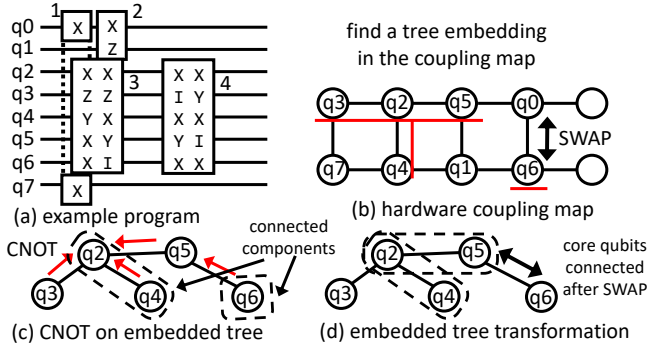 1 2
q0 X X
q1 Z
q2 X X 3 X X 4
q3 Z Z I Y
q4 Y X X X
q5 X Y Y I
q6 X I X X
q7 X
(a) example program
find a tree embedding
in the coupling map
q3 q2 q5 q0
SWAP
q7 q4 q1 q6
(b) hardware coupling map
CNOT
connected
components
q2 q5
q3 q4 q6
(c) CNOT on embedded tree
q2 q5
core qubits
connected
after SWAP
q3 q4 q6
(d) embedded tree transformation